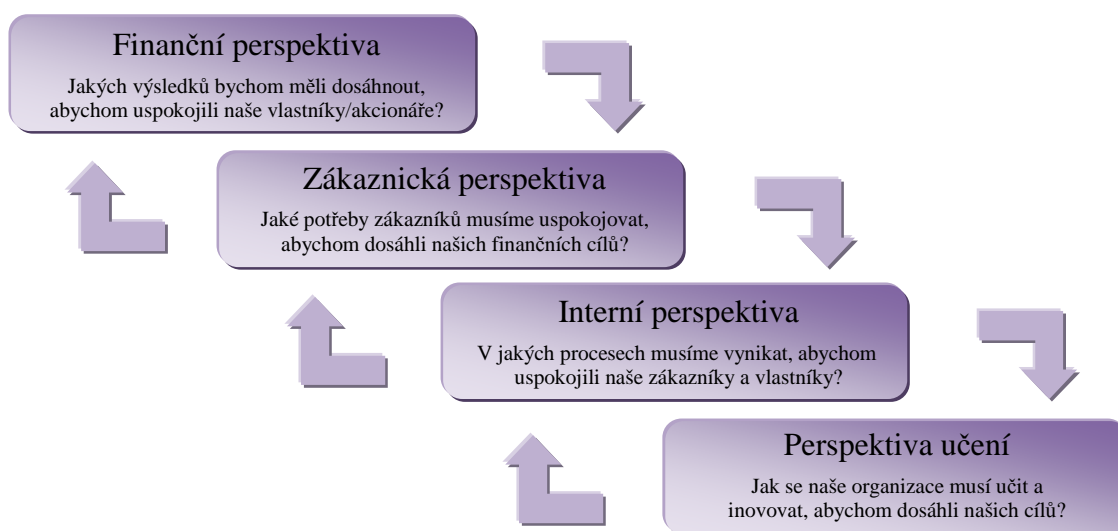 Finanční perspektiva
Jakých výsledků bychom měli dosáhnout,
abychom uspokojili naše vlastníky/akcionáře?
Zákaznická perspektiva
Jaké potřeby zákazníků musíme uspokojovat,
abychom dosáhli našich finančních cílů?
Interní perspektiva
V jakých procesech musíme vynikat, abychom
uspokojili naše zákazníky a vlastníky?
Perspektiva učení
Jak se naše organizace musí učit a
inovovat, abychom dosáhli našich cílů?